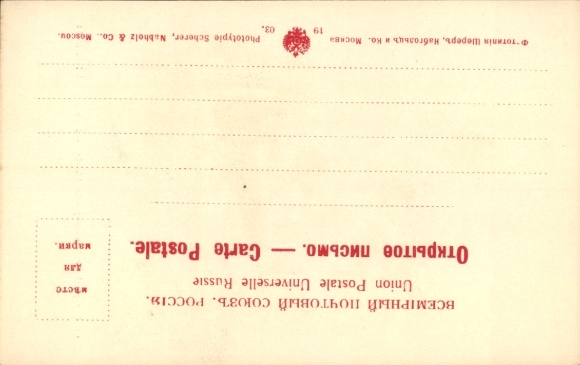 ВСЕМІРНЫЙ ПОЧТОВЫЙ СОЮЗЪ. РОССІЯ.
Union Postale Universelle Russie
Открытое письмо. — Carte Postale.
мѣсто
для
марки.
Фототипія Шереръ, Набгольцъ и Ко. Москва
19 03.
Phototypie Scherer, Nabholz & Co. Moscou.